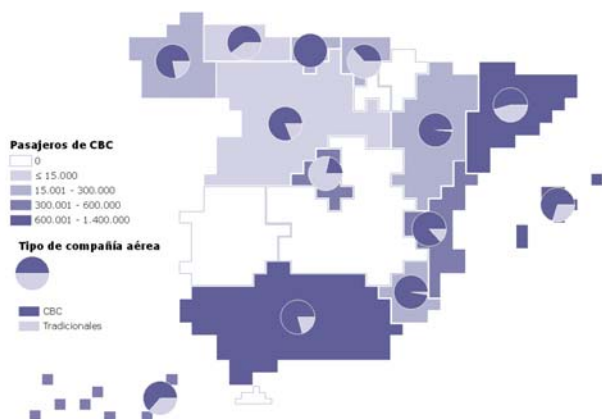 Pasajeros de CBC
0
≤ 15.000
15.001 - 300.000
300.001 - 600.000
600.001 - 1.400.000
Tipo de compañía aérea
CBC
Tradicionales